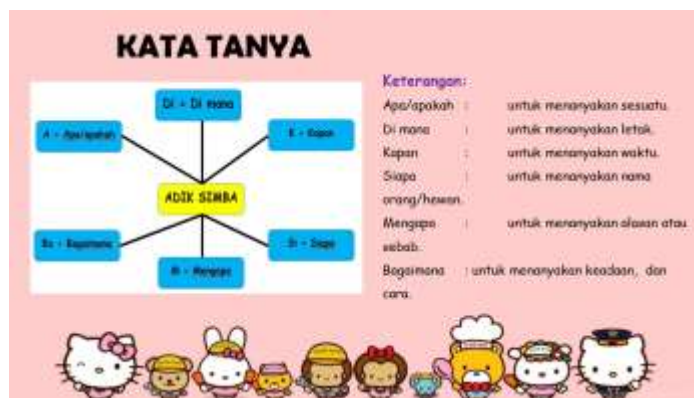 KATA TANYA
Di = Di mana
A = Apa/apakah
K = Kapan
ADIK SIMBA
Ba = Bagaimana
Si = Siapa
M = Mengapa
Keterangan:
Apa/apakah : untuk menanyakan sesuatu.
Di mana : untuk menanyakan letak.
Kapan : untuk menanyakan waktu.
Siapa : untuk menanyakan nama
orang/hewan.
Mengapa : untuk menanyakan alasan atau
sebab.
Bagaimana : untuk menanyakan keadaan, dan
cara.